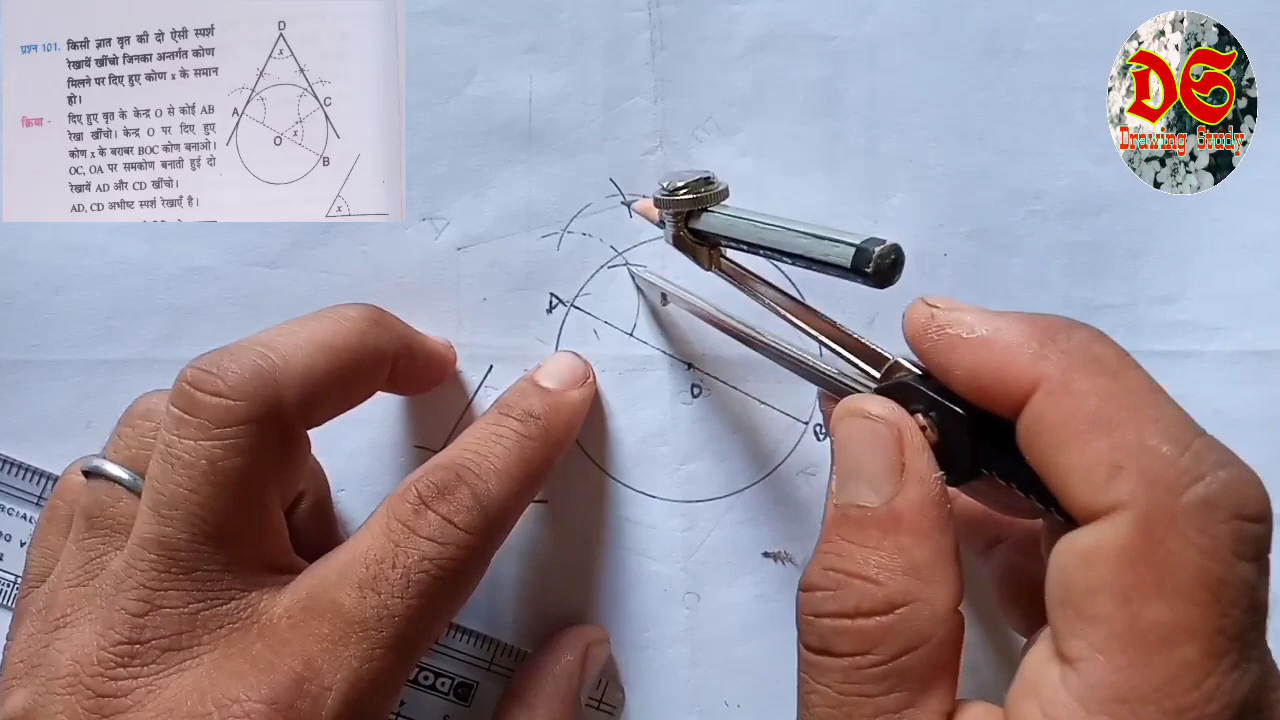 प्रश्न 101. किसी ज्ञात वृत की दो ऐसी स्पर्श
रेखायें खींचो जिनका अन्तर्गत कोण
मिलने पर दिए हुए कोण x के समान
हो।
क्रिया - दिए हुए वृत के केन्द्र O से कोई AB
रेखा खींचो। केन्द्र O पर दिए हुए
कोण x के बराबर BOC कोण बनाओ।
OC, OA पर समकोण बनाती हुई दो
रेखायें AD और CD खींचो।
AD, CD अभीष्ट स्पर्श रेखाएँ है।
D
x
A
C
x
O
B
x
DS
Drawing Study
A
O
B